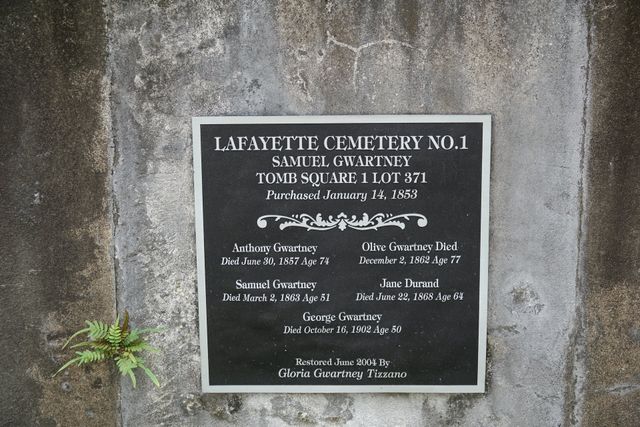 LAFAYETTE CEMETERY NO.1
SAMUEL GWARTNEY
TOMB SQUARE 1 LOT 371
Purchased January 14, 1853
Anthony Gwartney
Died June 30, 1857 Age 74
Olive Gwartney Died
December 2, 1862 Age 77
Samuel Gwartney
Died March 2, 1863 Age 51
Jane Durand
Died June 22, 1868 Age 64
George Gwartney
Died October 16, 1902 Age 50
Restored June 2004 By
Gloria Gwartney Tizzano